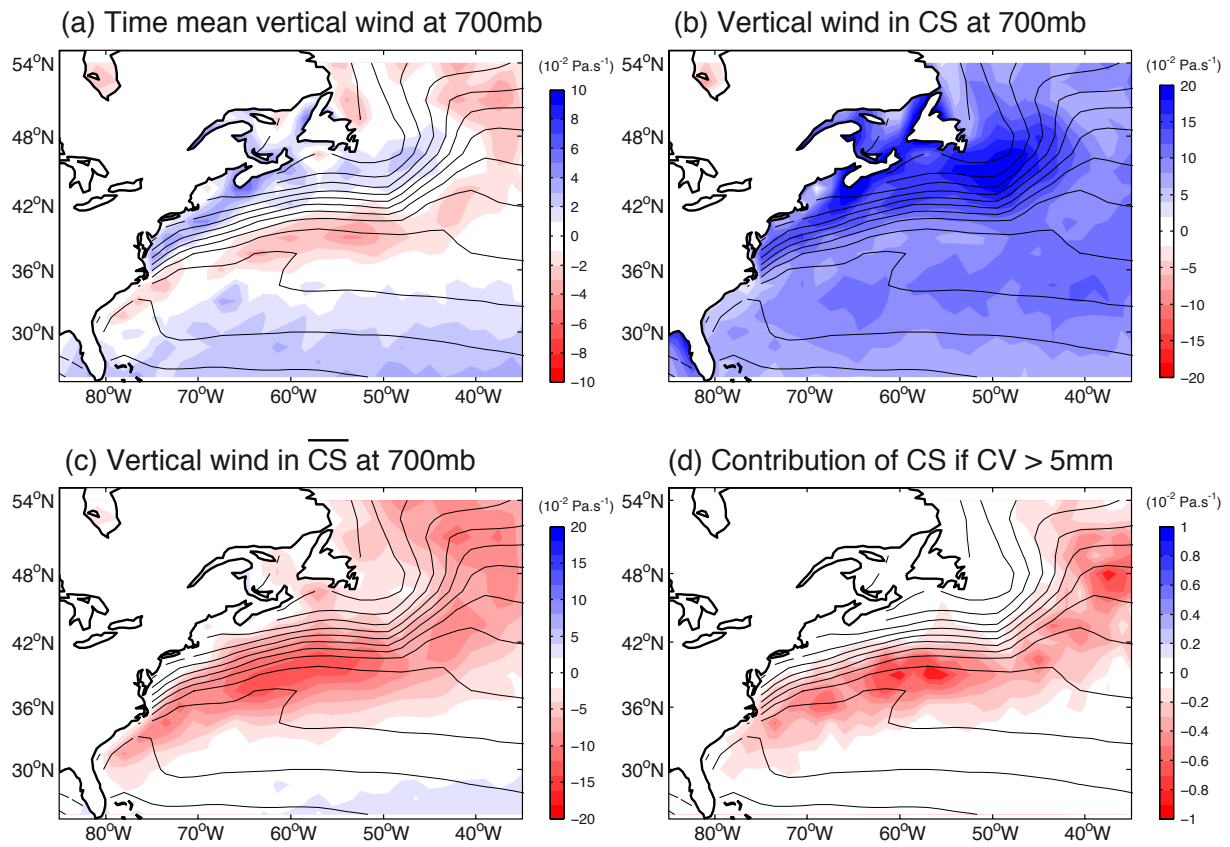 (a) Time mean vertical wind at 700mb
(b) Vertical wind in CS at 700mb
54°N
48°N
42°N
36°N
30°N
80°W 70°W 60°W 50°W 40°W
(10⁻² Pa.s⁻¹)
10
8
6
4
2
0
−2
−4
−6
−8
−10
54°N
48°N
42°N
36°N
30°N
80°W 70°W 60°W 50°W 40°W
(10⁻² Pa.s⁻¹)
20
15
10
5
0
−5
−10
−15
−20
(c) Vertical wind in C̅S̅ at 700mb
(d) Contribution of CS if CV > 5mm
54°N
48°N
42°N
36°N
30°N
80°W 70°W 60°W 50°W 40°W
(10⁻² Pa.s⁻¹)
20
15
10
5
0
−5
−10
−15
−20
54°N
48°N
42°N
36°N
30°N
80°W 70°W 60°W 50°W 40°W
(10⁻² Pa.s⁻¹)
1
0.8
0.6
0.4
0.2
0
−0.2
−0.4
−0.6
−0.8
−1